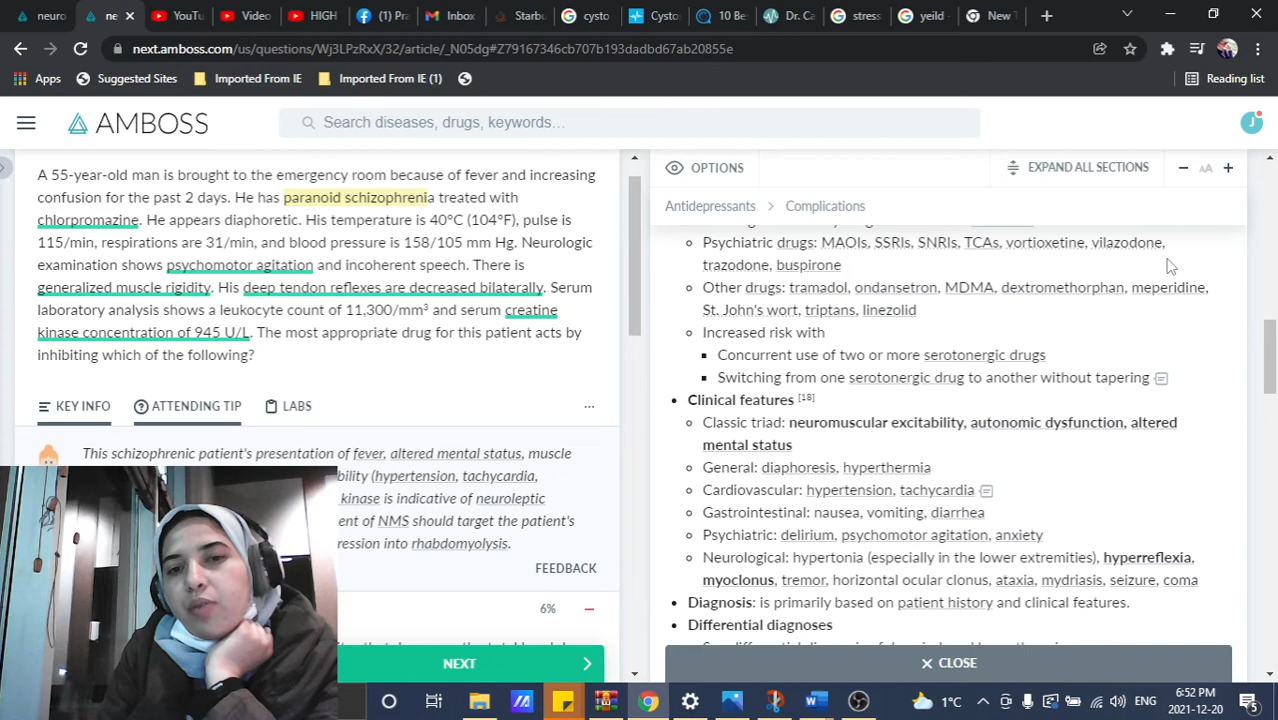 neuro
ne
YouTu
Video
HIGH
(1) Pra
Inbox
Starbu
cysto
Cysto
10 Be
Dr. Ca
stress
yeild -
New T
next.amboss.com/us/questions/Wj3LPzRxX/32/article/_N05dg#Z79167346cb707b193dadbd67ab20855e
Apps
Suggested Sites
Imported From IE
Imported From IE (1)
Reading list
AMBOSS
Search diseases, drugs, keywords...
J
A 55-year-old man is brought to the emergency room because of fever and increasing
confusion for the past 2 days. He has paranoid schizophrenia treated with
chlorpromazine. He appears diaphoretic. His temperature is 40°C (104°F), pulse is
115/min, respirations are 31/min, and blood pressure is 158/105 mm Hg. Neurologic
examination shows psychomotor agitation and incoherent speech. There is
generalized muscle rigidity. His deep tendon reflexes are decreased bilaterally. Serum
laboratory analysis shows a leukocyte count of 11,300/mm³ and serum creatine
kinase concentration of 945 U/L. The most appropriate drug for this patient acts by
inhibiting which of the following?
KEY INFO
ATTENDING TIP
LABS
This schizophrenic patient's presentation of fever, altered mental status, muscle
bility (hypertension, tachycardia,
kinase is indicative of neuroleptic
ent of NMS should target the patient's
ression into rhabdomyolysis.
FEEDBACK
6%
NEXT
OPTIONS
EXPAND ALL SECTIONS
AA
Antidepressants > Complications
Psychiatric drugs: MAOIs, SSRIs, SNRIs, TCAs, vortioxetine, vilazodone,
trazodone, buspirone
Other drugs: tramadol, ondansetron, MDMA, dextromethorphan, meperidine,
St. John's wort, triptans, linezolid
Increased risk with
Concurrent use of two or more serotonergic drugs
Switching from one serotonergic drug to another without tapering
Clinical features [18]
Classic triad: neuromuscular excitability, autonomic dysfunction, altered
mental status
General: diaphoresis, hyperthermia
Cardiovascular: hypertension, tachycardia
Gastrointestinal: nausea, vomiting, diarrhea
Psychiatric: delirium, psychomotor agitation, anxiety
Neurological: hypertonia (especially in the lower extremities), hyperreflexia,
myoclonus, tremor, horizontal ocular clonus, ataxia, mydriasis, seizure, coma
Diagnosis: is primarily based on patient history and clinical features.
Differential diagnoses
CLOSE
1°C
ENG
6:52 PM
2021-12-20
5